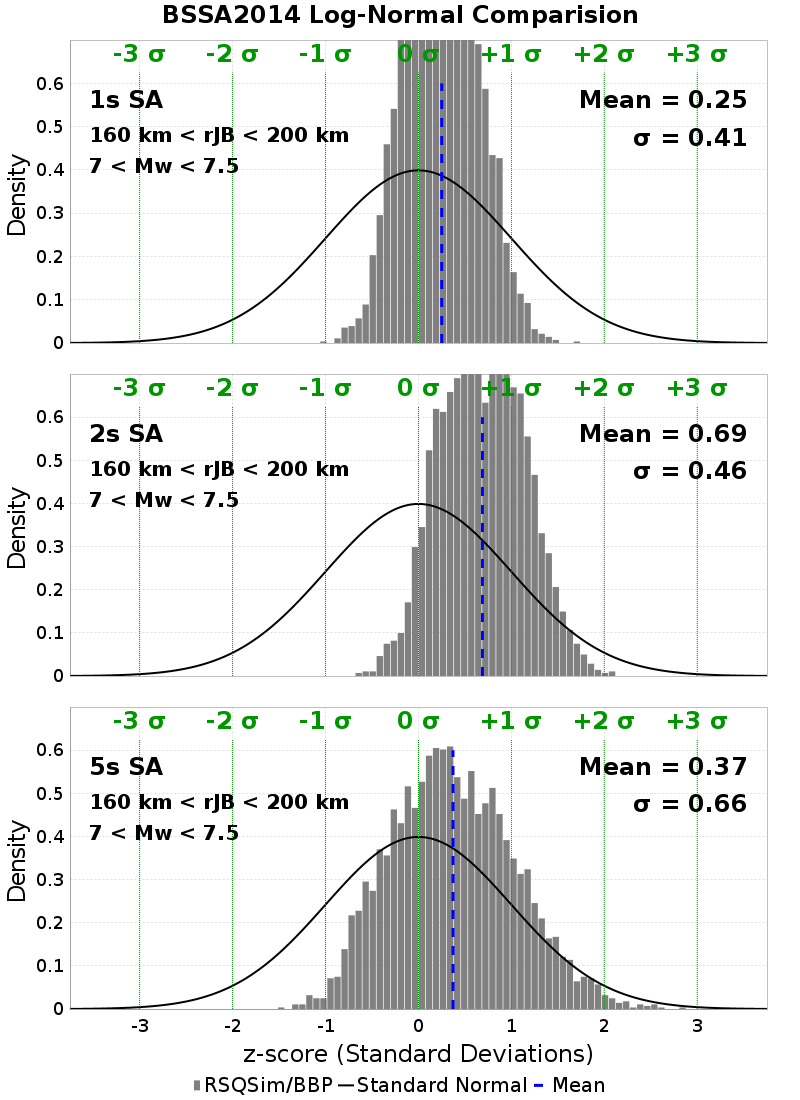 BSSA2014 Log-Normal Comparision
-3 σ -2 σ -1 σ 0 σ +1 σ +2 σ +3 σ
0.6
1s SA Mean = 0.25
0.5
160 km < rJB < 200 km σ = 0.41
7 < Mw < 7.5
0.4
0.3
0.2
0.1
0
Density
-3 σ -2 σ -1 σ 0 σ +1 σ +2 σ +3 σ
0.6
2s SA Mean = 0.69
0.5
160 km < rJB < 200 km σ = 0.46
7 < Mw < 7.5
0.4
0.3
0.2
0.1
0
Density
-3 σ -2 σ -1 σ 0 σ +1 σ +2 σ +3 σ
0.6
5s SA Mean = 0.37
0.5
160 km < rJB < 200 km σ = 0.66
7 < Mw < 7.5
0.4
0.3
0.2
0.1
0
Density
-3 -2 -1 0 1 2 3
z-score (Standard Deviations)
RSQSim/BBP Standard Normal Mean